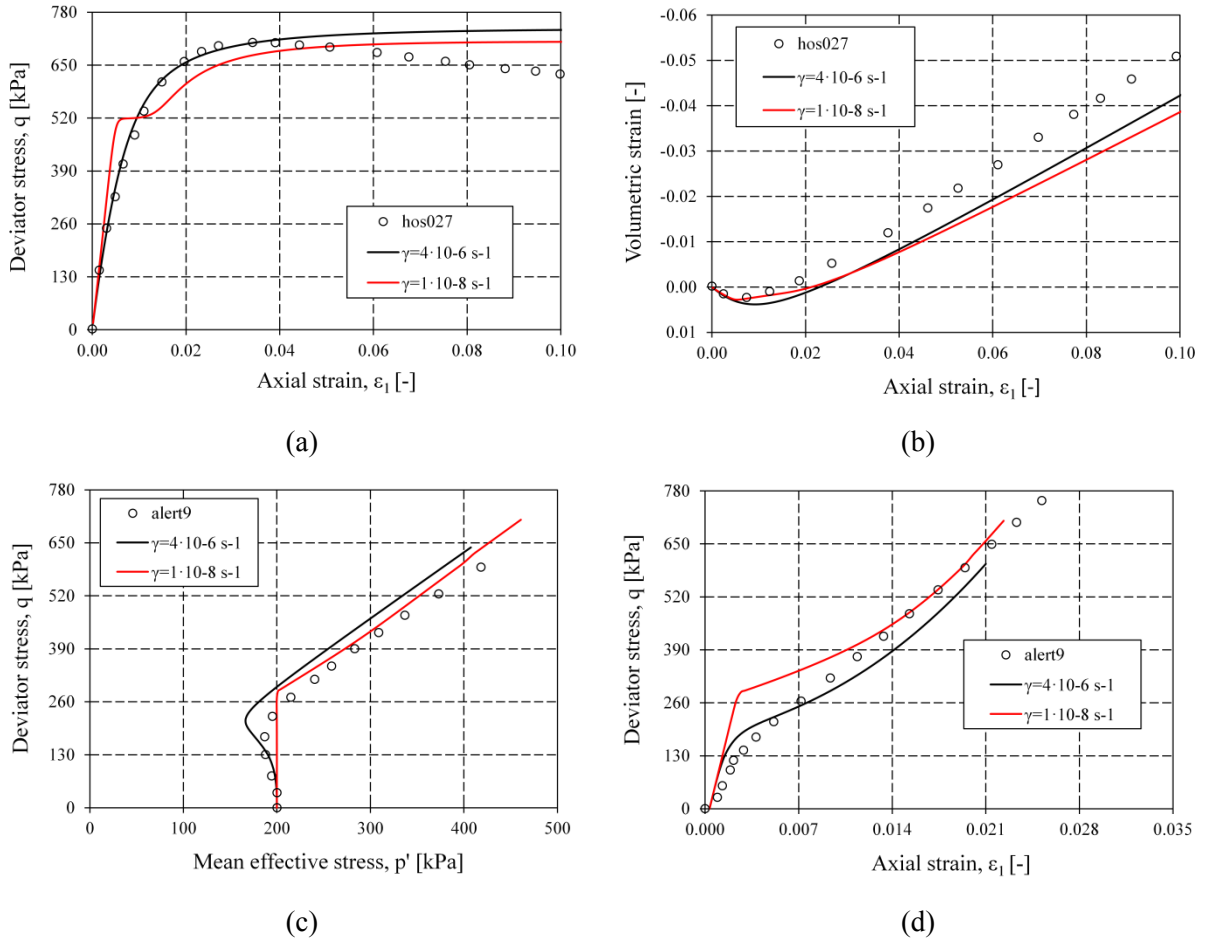 780
650
520
390
260
130
0
Deviator stress, q [kPa]
hos027
γ=4·10-6 s-1
γ=1·10-8 s-1
0.00 0.02 0.04 0.06 0.08 0.10
Axial strain, ε1 [-]
(a)
-0.06
-0.05
-0.04
-0.03
-0.02
-0.01
0.00
0.01
Volumetric strain [-]
hos027
γ=4·10-6 s-1
γ=1·10-8 s-1
0.00 0.02 0.04 0.06 0.08 0.10
Axial strain, ε1 [-]
(b)
780
650
520
390
260
130
0
Deviator stress, q [kPa]
alert9
γ=4·10-6 s-1
γ=1·10-8 s-1
0 100 200 300 400 500
Mean effective stress, p' [kPa]
(c)
780
650
520
390
260
130
0
Deviator stress, q [kPa]
alert9
γ=4·10-6 s-1
γ=1·10-8 s-1
0.000 0.007 0.014 0.021 0.028 0.035
Axial strain, ε1 [-]
(d)